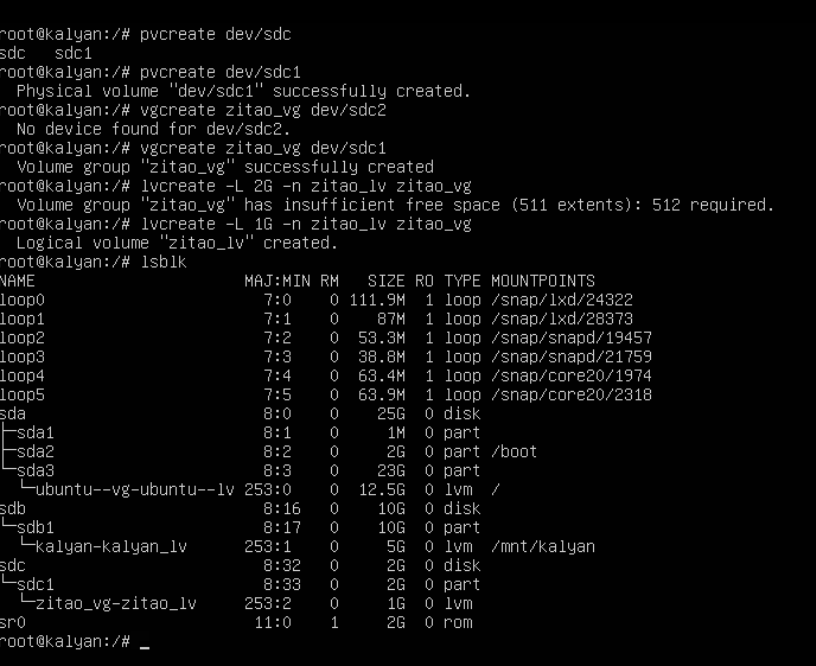 root@kalyan:/# pvcreate dev/sdc
sdc   sdc1
root@kalyan:/# pvcreate dev/sdc1
  Physical volume "dev/sdc1" successfully created.
root@kalyan:/# vgcreate zitao_vg dev/sdc2
  No device found for dev/sdc2.
root@kalyan:/# vgcreate zitao_vg dev/sdc1
  Volume group "zitao_vg" successfully created
root@kalyan:/# lvcreate -L 2G -n zitao_lv zitao_vg
  Volume group "zitao_vg" has insufficient free space (511 extents): 512 required.
root@kalyan:/# lvcreate -L 1G -n zitao_lv zitao_vg
  Logical volume "zitao_lv" created.
root@kalyan:/# lsblk
NAME                      MAJ:MIN RM   SIZE RO TYPE MOUNTPOINTS
loop0                       7:0    0 111.9M  1 loop /snap/lxd/24322
loop1                       7:1    0    87M  1 loop /snap/lxd/28373
loop2                       7:2    0  53.3M  1 loop /snap/snapd/19457
loop3                       7:3    0  38.8M  1 loop /snap/snapd/21759
loop4                       7:4    0  63.4M  1 loop /snap/core20/1974
loop5                       7:5    0  63.9M  1 loop /snap/core20/2318
sda                         8:0    0    25G  0 disk
├─sda1                      8:1    0     1M  0 part
├─sda2                      8:2    0     2G  0 part /boot
└─sda3                      8:3    0    23G  0 part
  └─ubuntu--vg-ubuntu--lv 253:0    0  12.5G  0 lvm  /
sdb                         8:16   0    10G  0 disk
└─sdb1                      8:17   0    10G  0 part
  └─kalyan-kalyan_lv      253:1    0     5G  0 lvm  /mnt/kalyan
sdc                         8:32   0     2G  0 disk
└─sdc1                      8:33   0     2G  0 part
  └─zitao_vg-zitao_lv     253:2    0     1G  0 lvm
sr0                        11:0    1     2G  0 rom
root@kalyan:/# _